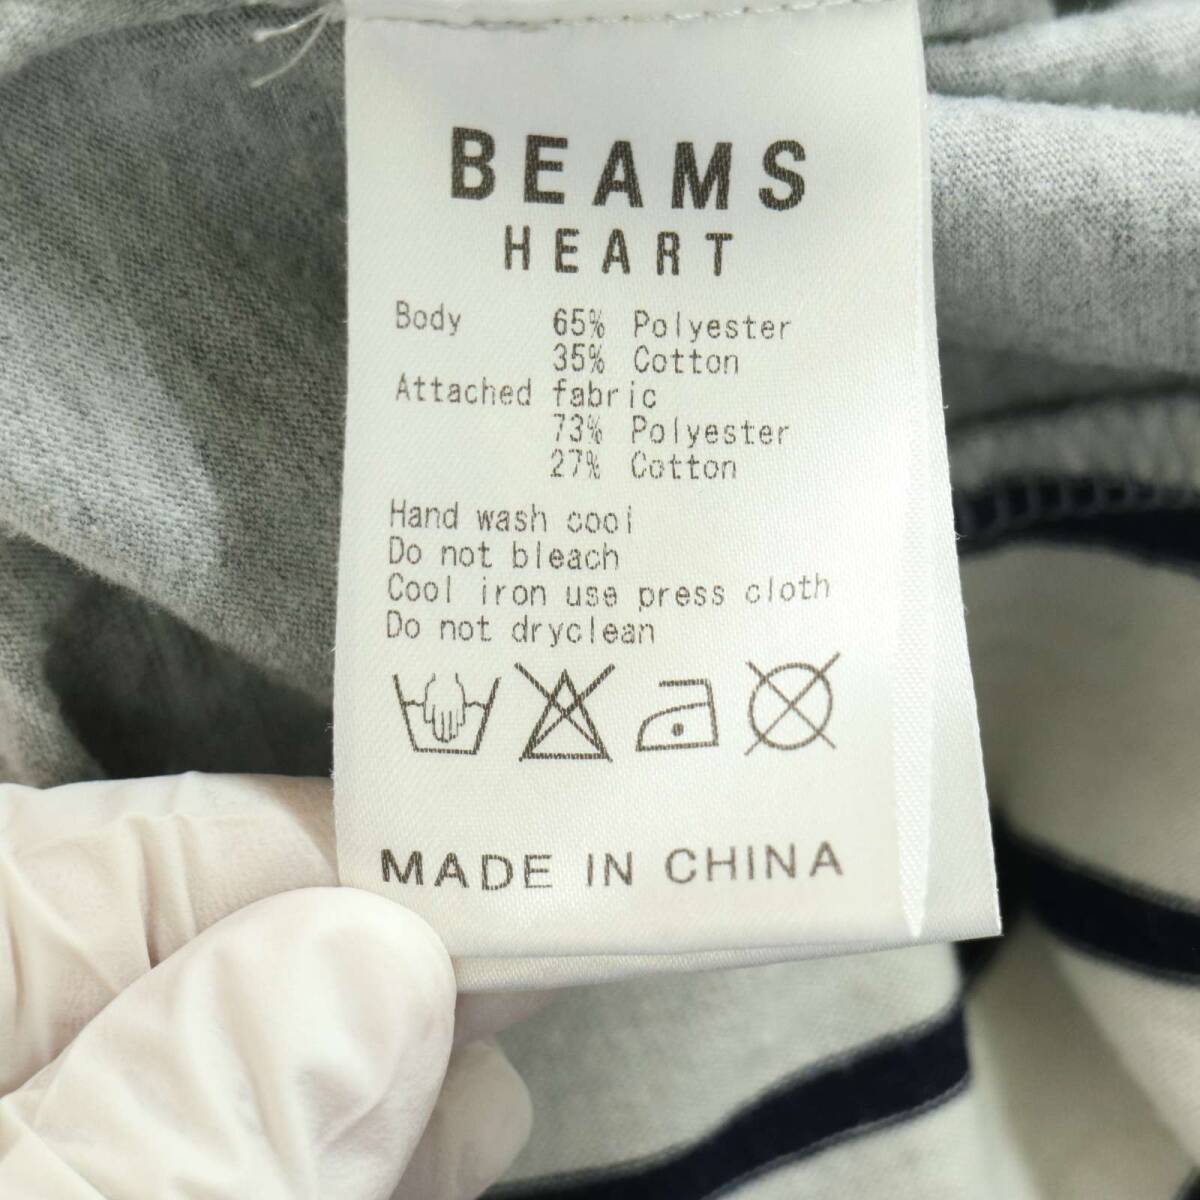 BEAMS
HEART
Body 65% Polyester
35% Cotton
Attached fabric
73% Polyester
27% Cotton
Hand wash cool
Do not bleach
Cool iron use press cloth
Do not dryclean
MADE IN CHINA